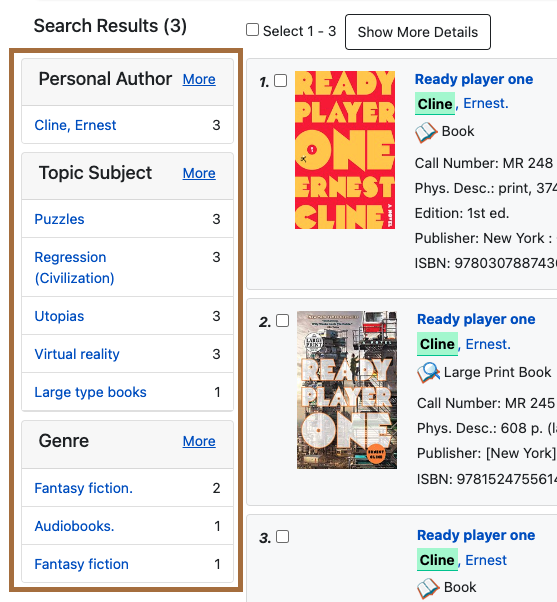 Search Results (3)
Personal Author More
Cline, Ernest 3
Topic Subject More
Puzzles 3
Regression (Civilization) 3
Utopias 3
Virtual reality 3
Large type books 1
Genre More
Fantasy fiction. 2
Audiobooks. 1
Fantasy fiction 1
Select 1 - 3 Show More Details
1.
READY
PLAYER
ONE
1
ERNEST
CLINE
A NOVEL
Ready player one
Cline, Ernest.
Book
Call Number: MR 248
Phys. Desc.: print, 374
Edition: 1st ed.
Publisher: New York :
ISBN: 978030788743
2.
LARGE
PRINT
READY
PLAYER
ONE
ERNEST
CLINE
Ready player one
Cline, Ernest.
Large Print Book
Call Number: MR 245
Phys. Desc.: 608 p. (la
Publisher: [New York]
ISBN: 978152475561
3.
Ready player one
Cline, Ernest
Book